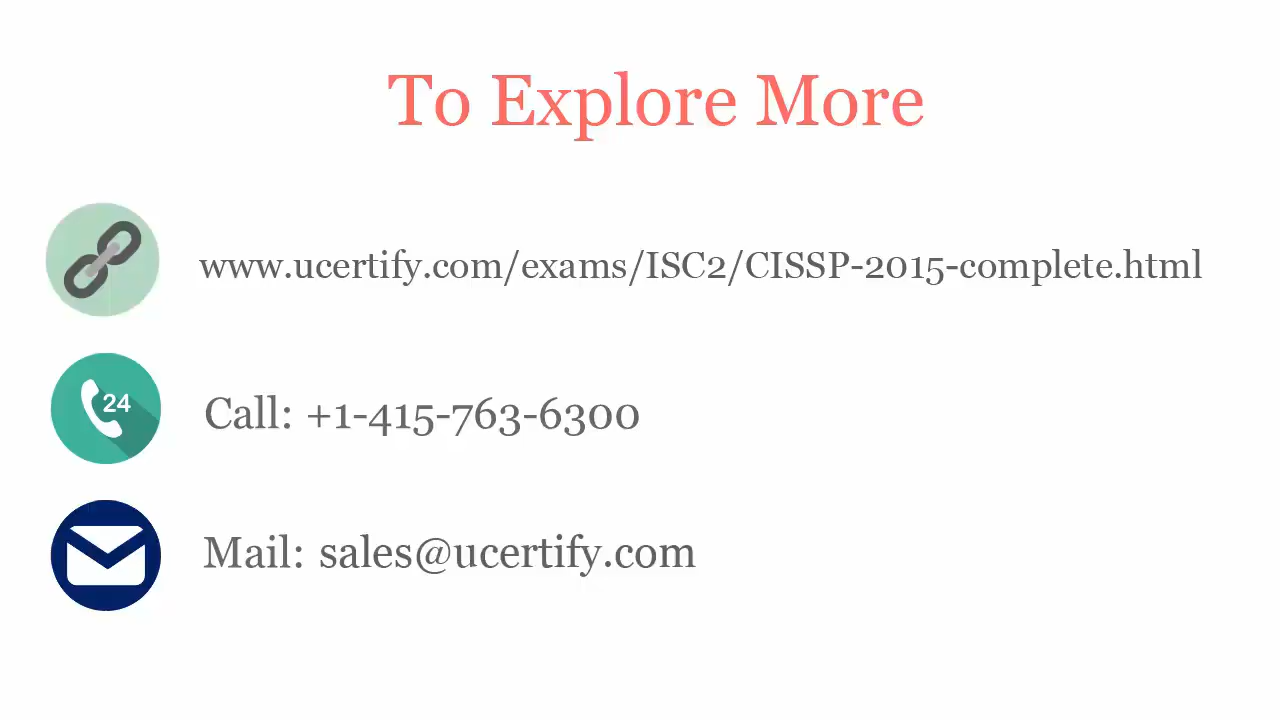 To Explore More
www.ucertify.com/exams/ISC2/CISSP-2015-complete.html
24
Call: +1-415-763-6300
Mail: sales@ucertify.com